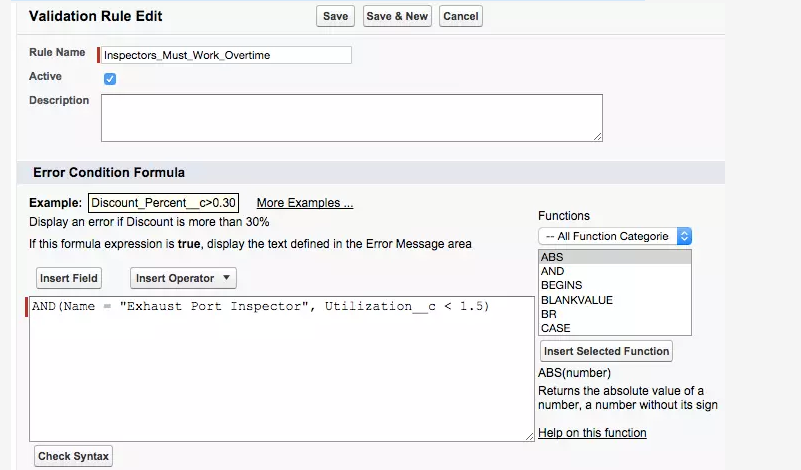 Validation Rule Edit
Save
Save & New
Cancel
Rule Name
Inspectors_Must_Work_Overtime
Active
Description
Error Condition Formula
Example: Discount_Percent__c>0.30 More Examples ...
Display an error if Discount is more than 30%
If this formula expression is true, display the text defined in the Error Message area
Insert Field
Insert Operator
AND(Name = "Exhaust Port Inspector", Utilization__c < 1.5)
Check Syntax
Functions
-- All Function Categorie
ABS
AND
BEGINS
BLANKVALUE
BR
CASE
Insert Selected Function
ABS(number)
Returns the absolute value of a
number, a number without its sign
Help on this function